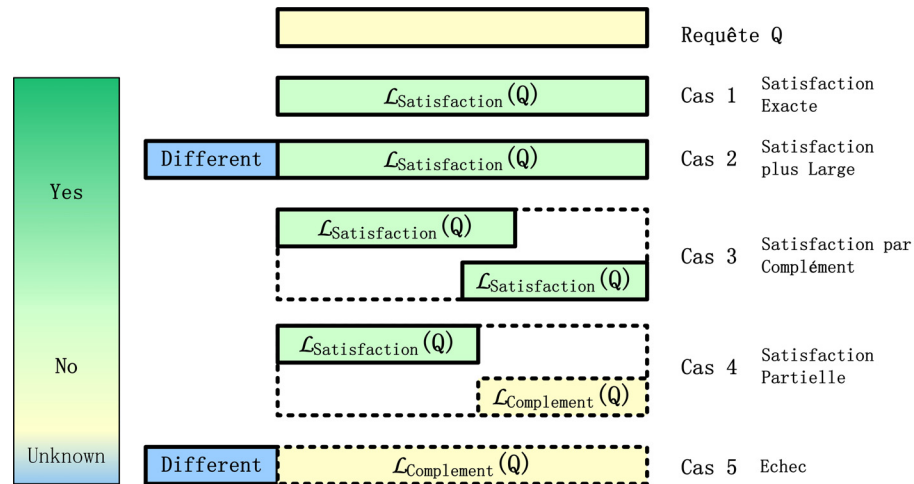 Requête Q
ℒSatisfaction(Q)
Cas 1
Satisfaction
Exacte
Different
ℒSatisfaction(Q)
Cas 2
Satisfaction
plus Large
Yes
ℒSatisfaction(Q)
ℒSatisfaction(Q)
Cas 3
Satisfaction par
Complément
No
ℒSatisfaction(Q)
ℒComplement(Q)
Cas 4
Satisfaction
Partielle
Unknown
Different
ℒComplement(Q)
Cas 5
Echec